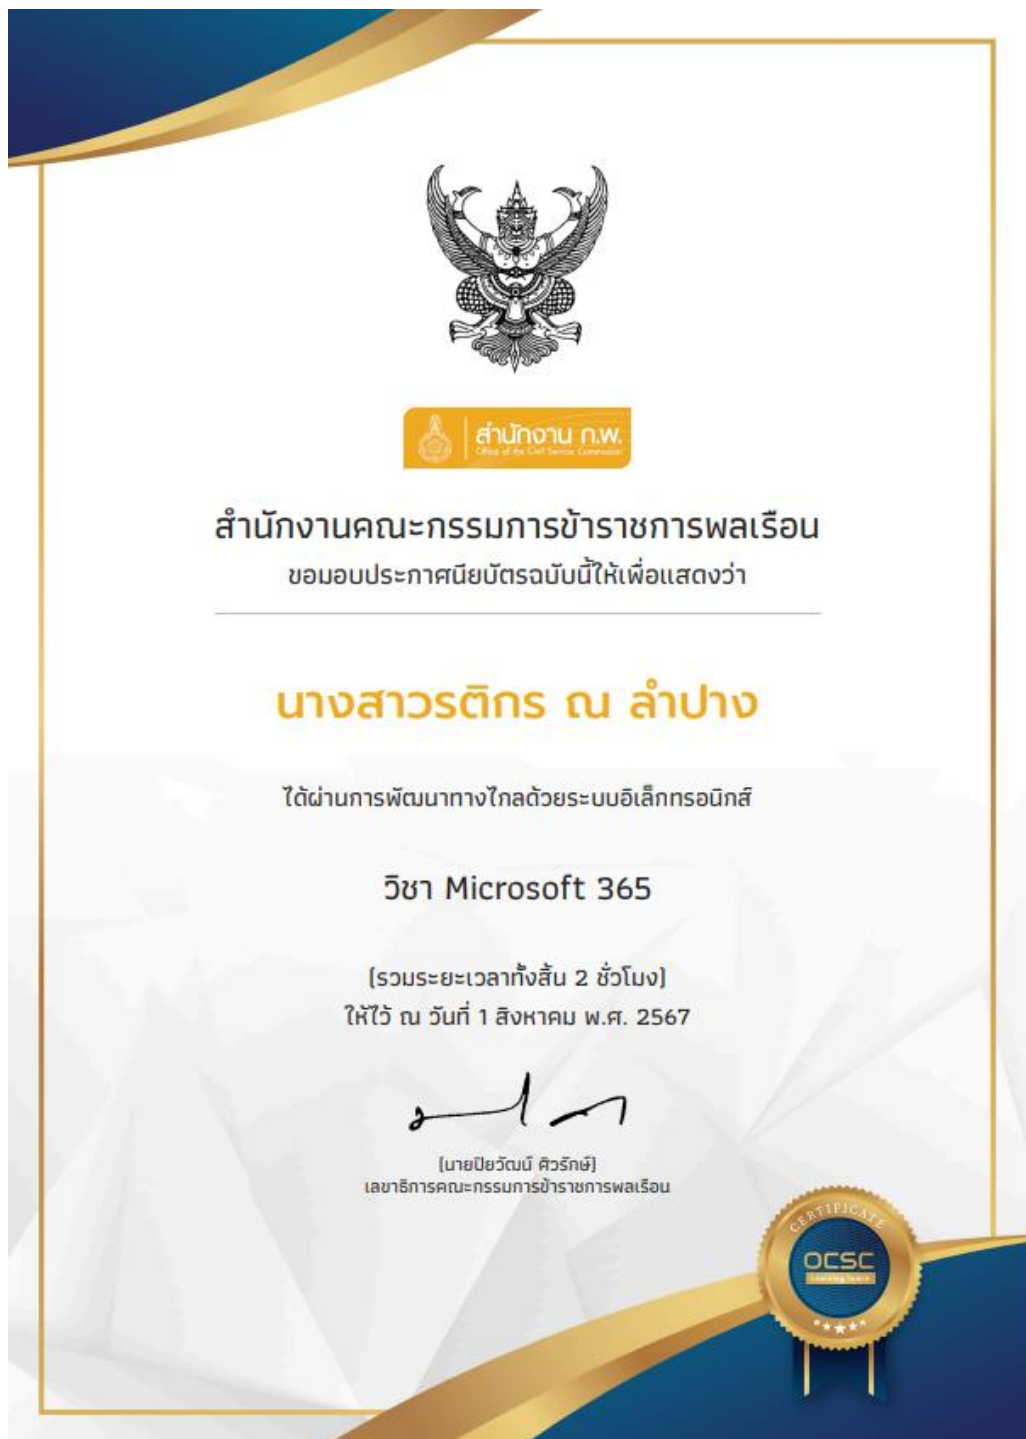 สำนักงาน ก.พ.
Office of the Civil Service Commission
สำนักงานคณะกรรมการข้าราชการพลเรือน
ขอมอบประกาศนียบัตรฉบับนี้ให้เพื่อแสดงว่า
นางสาวรติกร ณ ลำปาง
ได้ผ่านการพัฒนาทางไกลด้วยระบบอิเล็กทรอนิกส์
วิชา Microsoft 365
(รวมระยะเวลาทั้งสิ้น 2 ชั่วโมง)
ให้ไว้ ณ วันที่ 1 สิงหาคม พ.ศ. 2567
(นายปิยวัฒน์ ศิวรักษ์)
เลขาธิการคณะกรรมการข้าราชการพลเรือน
CERTIFICATE
OCSC
Learning Space